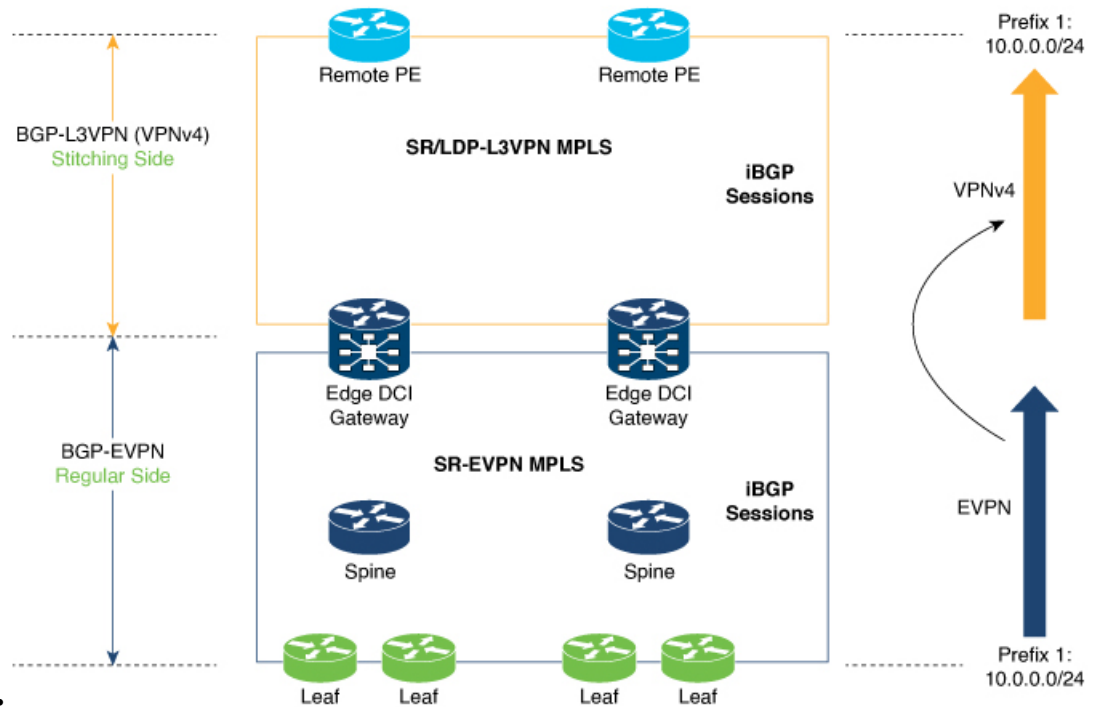 Prefix 1:
10.0.0.0/24
Remote PE
Remote PE
BGP-L3VPN (VPNv4)
Stitching Side
SR/LDP-L3VPN MPLS
iBGP
Sessions
VPNv4
Edge DCI
Gateway
Edge DCI
Gateway
BGP-EVPN
Regular Side
SR-EVPN MPLS
iBGP
Sessions
EVPN
Spine
Spine
Prefix 1:
10.0.0.0/24
Leaf
Leaf
Leaf
Leaf